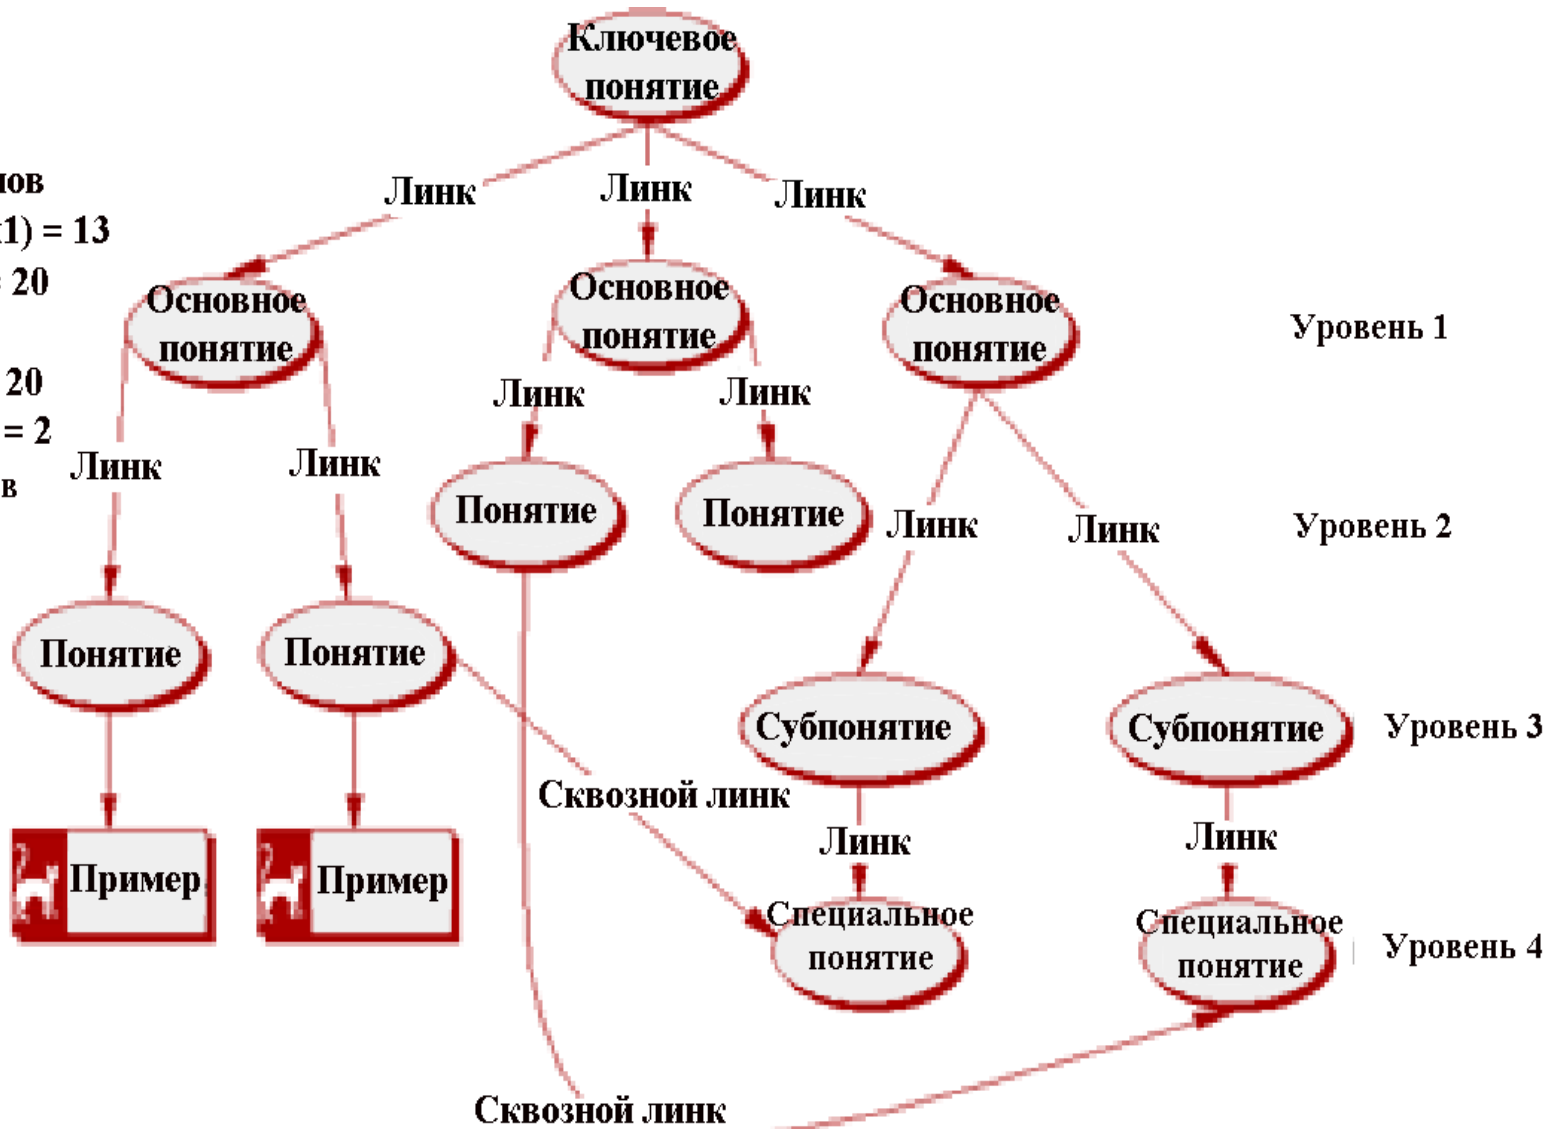 Ключевое
понятие
Линк
Линк
Линк
1) = 13
20
20
= 2
в
Основное
понятие
Основное
понятие
Основное
понятие
Уровень 1
Линк
Линк
Линк
Линк
Понятие
Понятие
Линк
Линк
Уровень 2
Понятие
Понятие
Субпонятие
Субпонятие
Уровень 3
Сквозной линк
Линк
Линк
Пример
Пример
Специальное
понятие
Специальное
понятие
Уровень 4
Сквозной линк